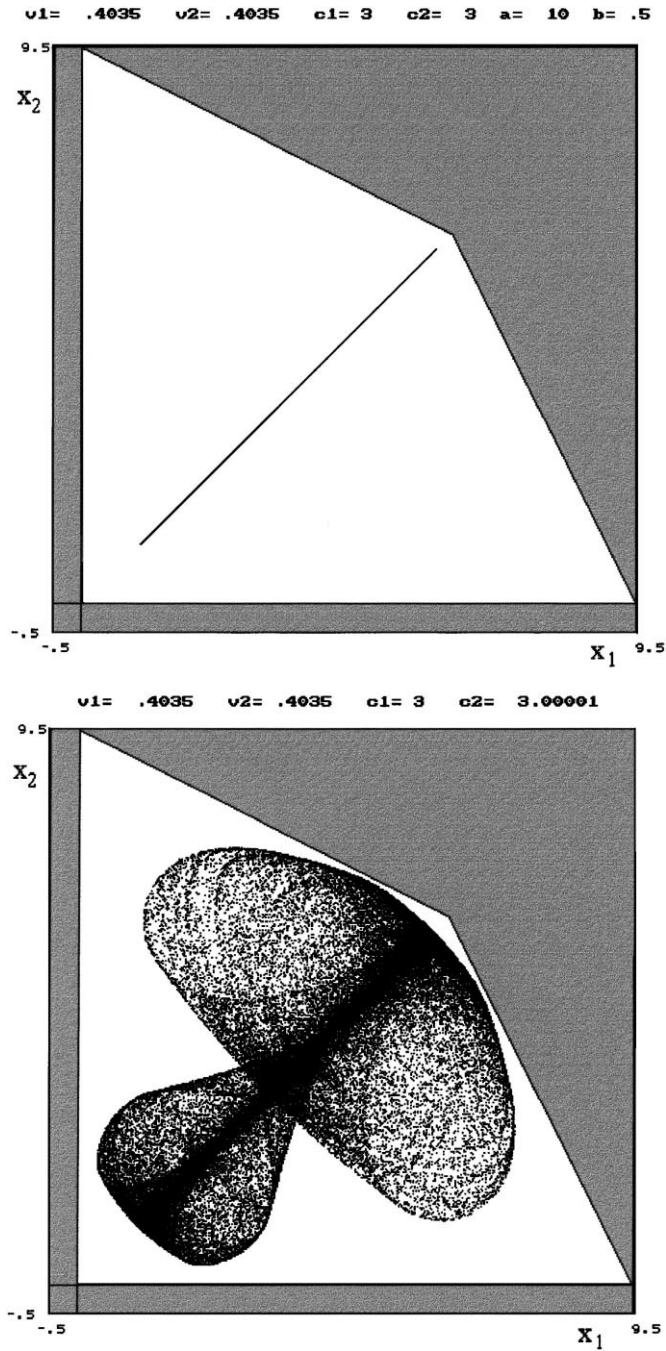 v1= .4035 v2= .4035 c1= 3 c2= 3 a= 10 b= .5
9.5
x2
-.5
-.5
x1
9.5
v1= .4035 v2= .4035 c1= 3 c2= 3.00001
9.5
x2
-.5
-.5
x1
9.5